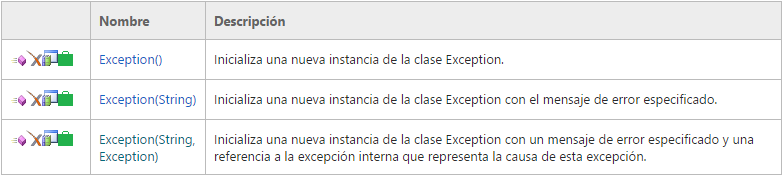 Nombre Descripción
Exception() Inicializa una nueva instancia de la clase Exception.
Exception(String) Inicializa una nueva instancia de la clase Exception con el mensaje de error especificado.
Exception(String, Inicializa una nueva instancia de la clase Exception con un mensaje de error especificado y una
Exception) referencia a la excepción interna que representa la causa de esta excepción.